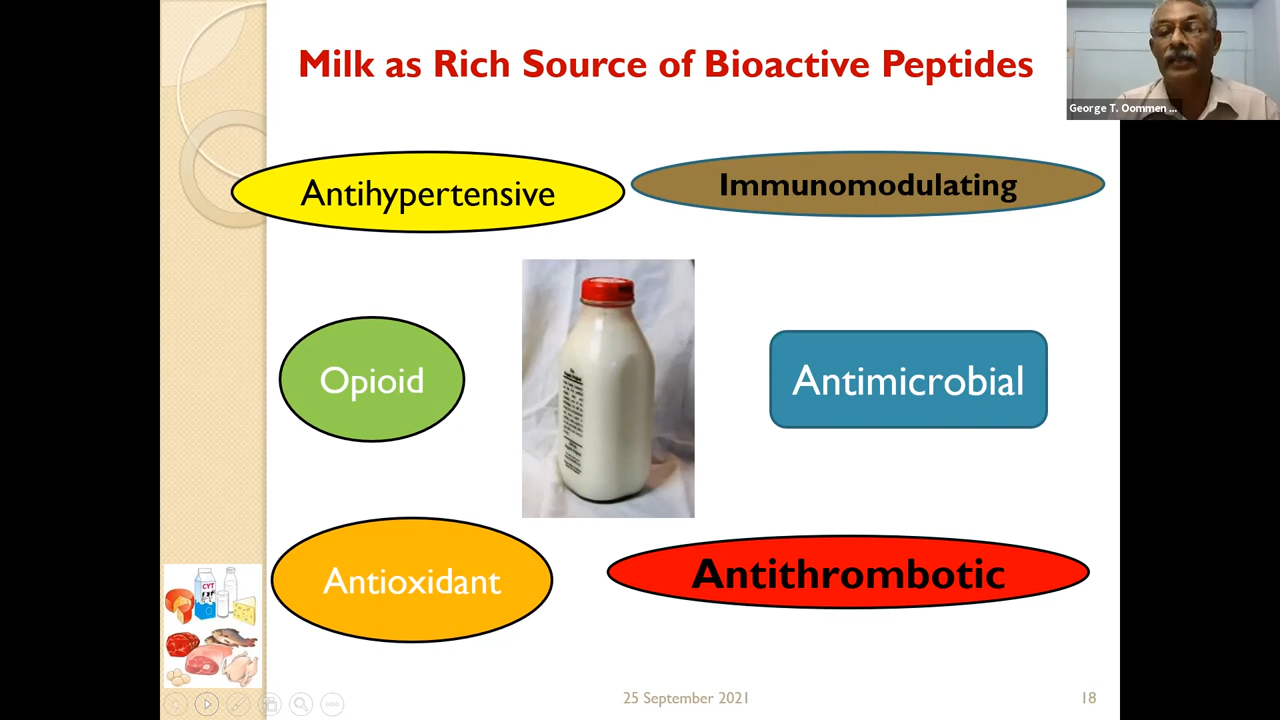 Milk as Rich Source of Bioactive Peptides
George T. Oommen ...
Antihypertensive
Immunomodulating
Opioid
Antimicrobial
Antioxidant
Antithrombotic
CYT
25 September 2021
18